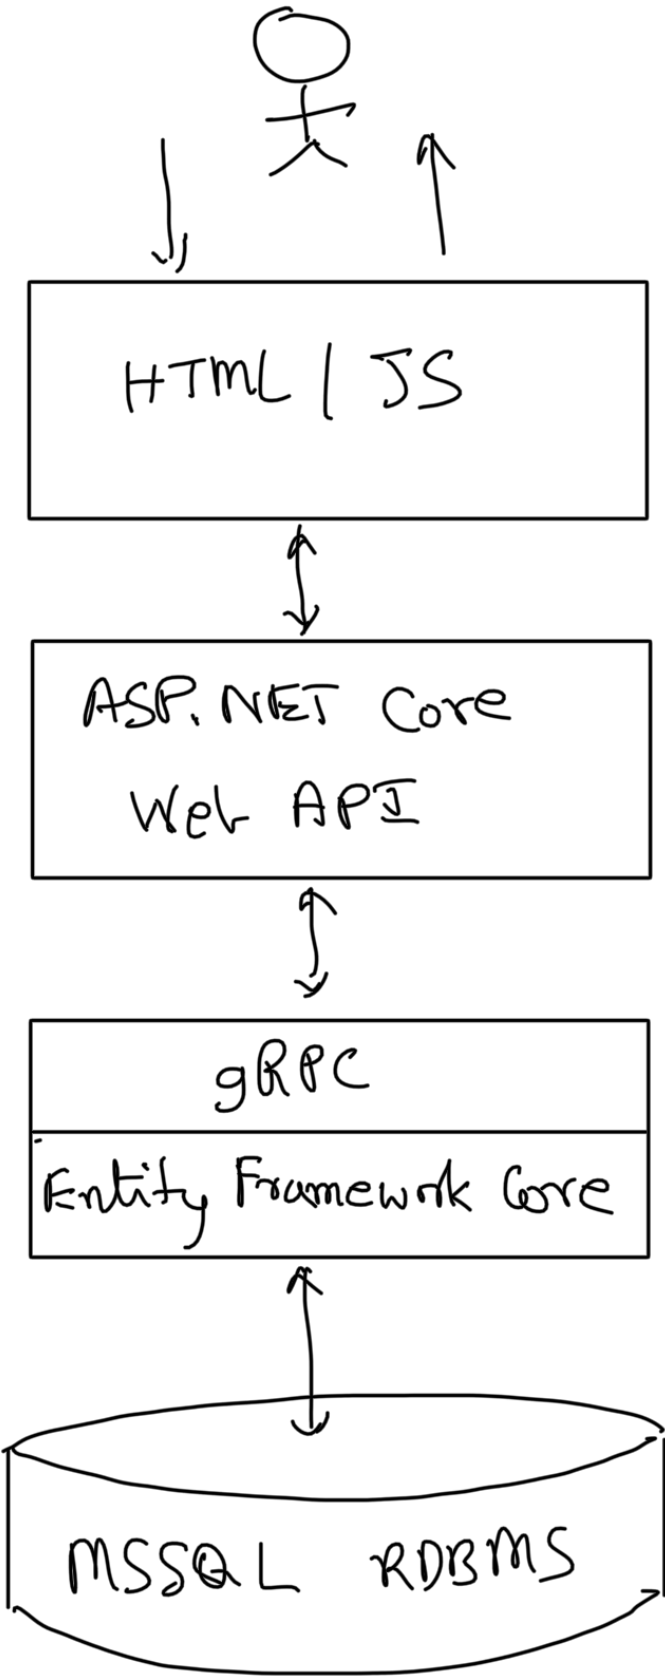 HTML | JS
ASP.NET Core
Web API
gRPC
Entity Framework Core
MSSQL RDBMS